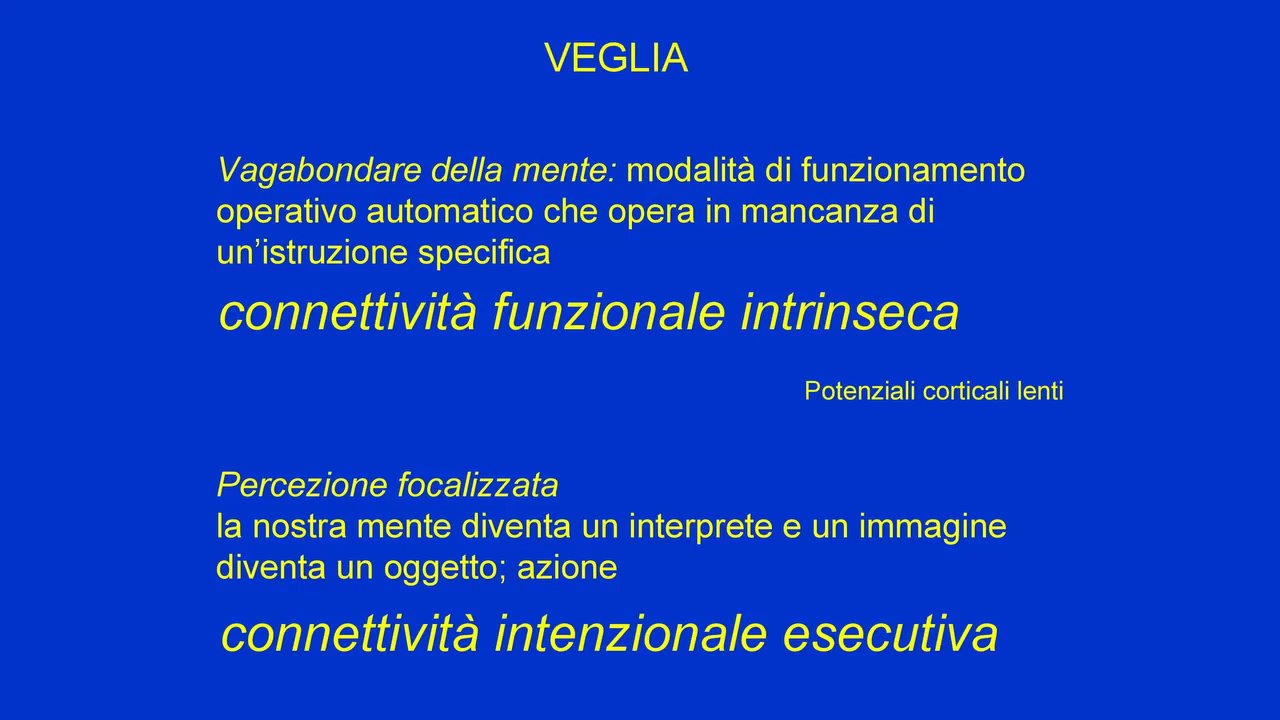 VEGLIA
Vagabondare della mente: modalità di funzionamento
operativo automatico che opera in mancanza di
un’istruzione specifica
connettività funzionale intrinseca
Potenziali corticali lenti
Percezione focalizzata
la nostra mente diventa un interprete e un immagine
diventa un oggetto; azione
connettività intenzionale esecutiva